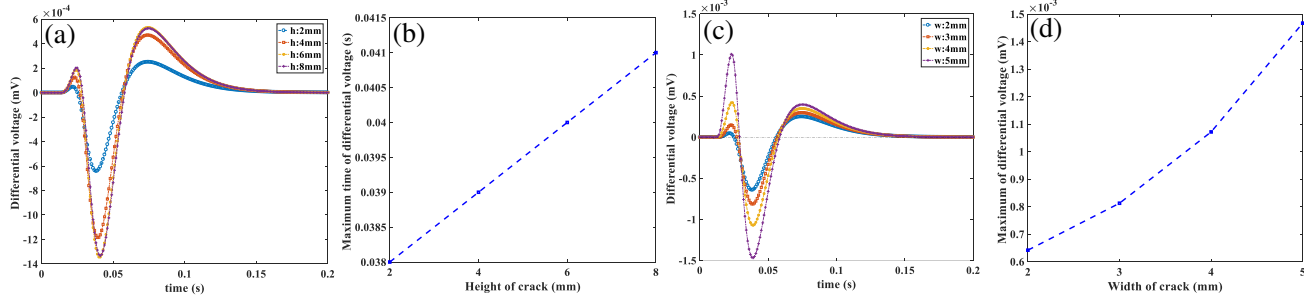 (a)
×10⁻⁴
6
4
2
0
-2
-4
-6
-8
-10
-12
-14
Differential voltage (mV)
h:2mm
h:4mm
h:6mm
h:8mm
0
0.05
0.1
0.15
0.2
time (s)
(b)
0.0415
0.041
0.0405
0.04
0.0395
0.039
0.0385
0.038
Maximum time of differential voltage (s)
2
4
6
8
Height of crack (mm)
(c)
×10⁻³
1.5
1
0.5
0
-0.5
-1
-1.5
Differential voltage (mV)
w:2mm
w:3mm
w:4mm
w:5mm
0
0.05
0.1
0.15
0.2
time (s)
(d)
×10⁻³
1.5
1.4
1.3
1.2
1.1
1
0.9
0.8
0.7
0.6
Maximum of differential voltage (mV)
2
3
4
5
Width of crack (mm)